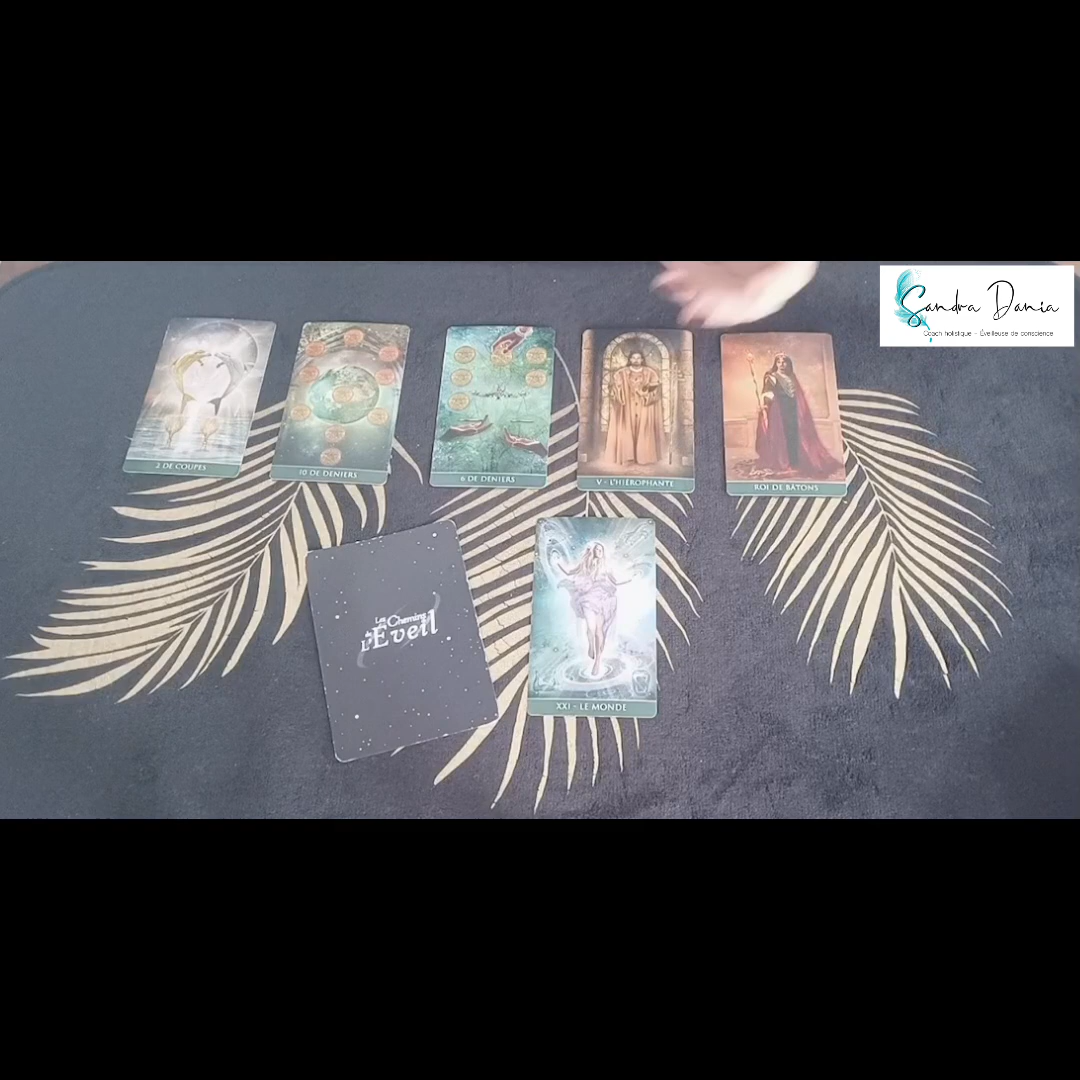 Sandra Dania
Coach holistique - Éveilleuse de conscience
2 DE COUPES
10 DE DENIERS
6 DE DENIERS
V - L'HIÉROPHANTE
ROI DE BÂTONS
Les Chemins
de
L'Éveil
XXI - LE MONDE